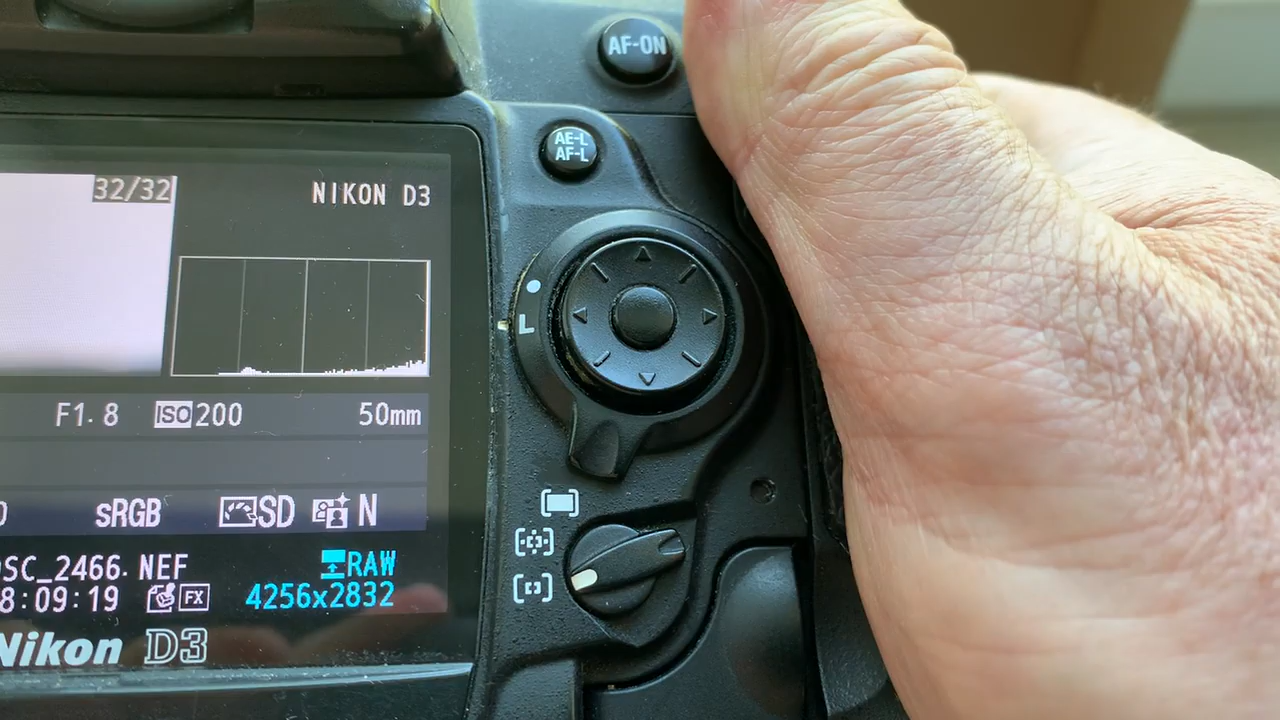 AF-ON
AE-L
AF-L
32/32
NIKON D3
L
F1.8 ISO 200 50mm
sRGB SD N
SC_2466. NEF RAW
8:09:19 FX 4256x2832
Nikon D3